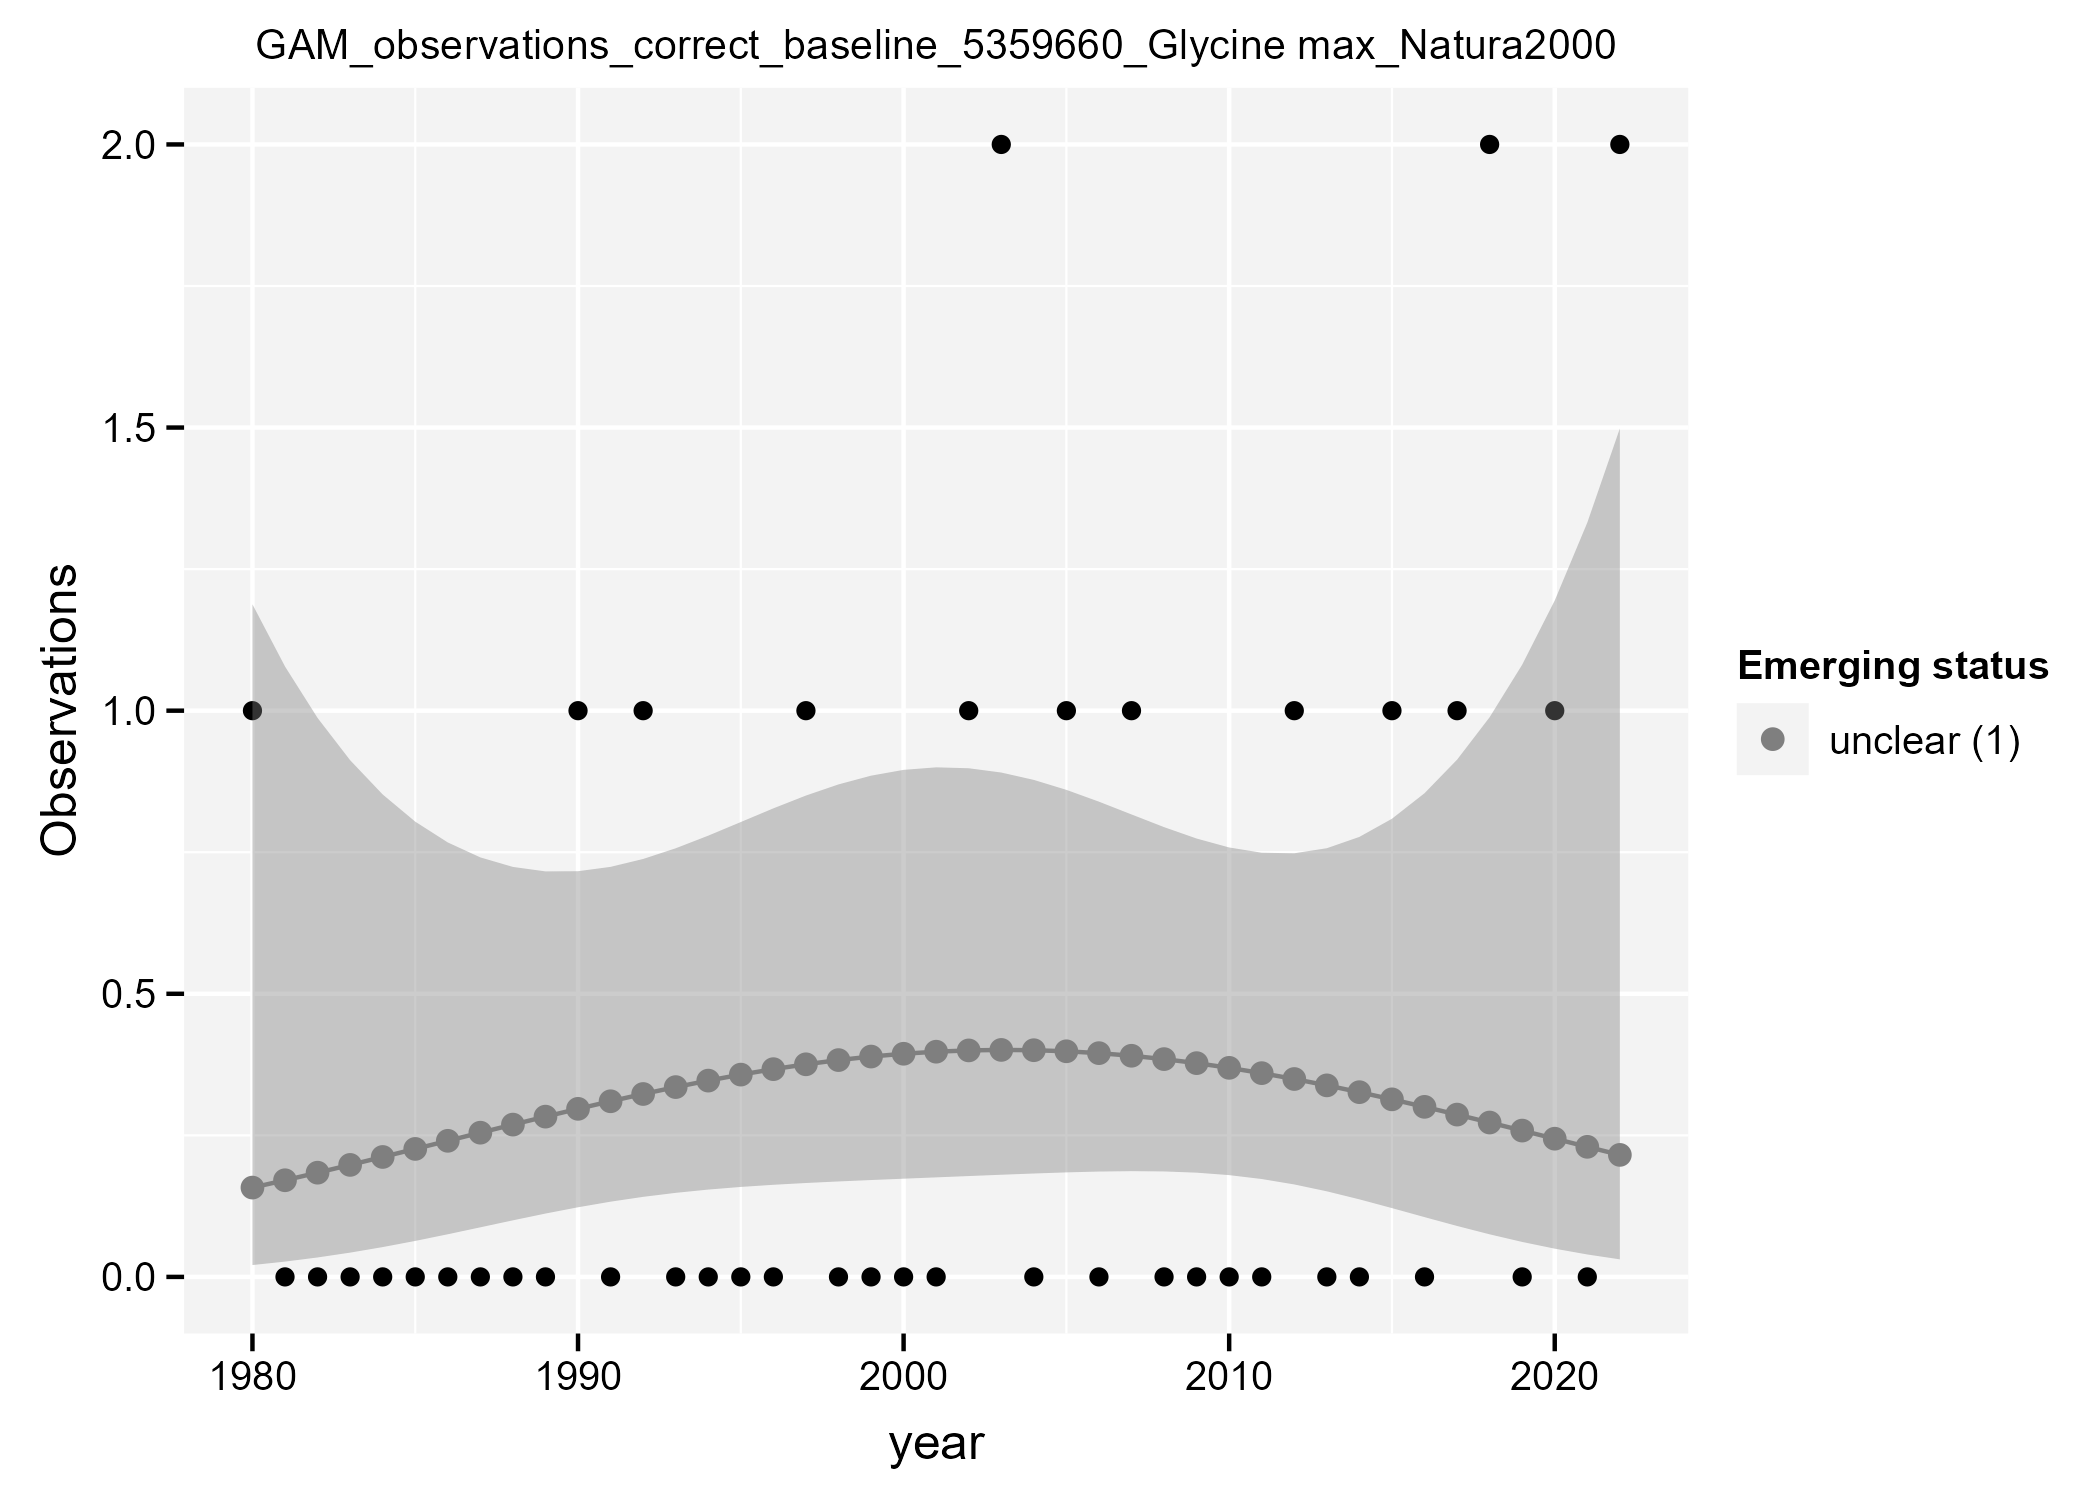 GAM_observations_correct_baseline_5359660_Glycine max_Natura2000
Observations
2.0
1.5
1.0
0.5
0.0
1980
1990
2000
2010
2020
year
Emerging status
unclear (1)